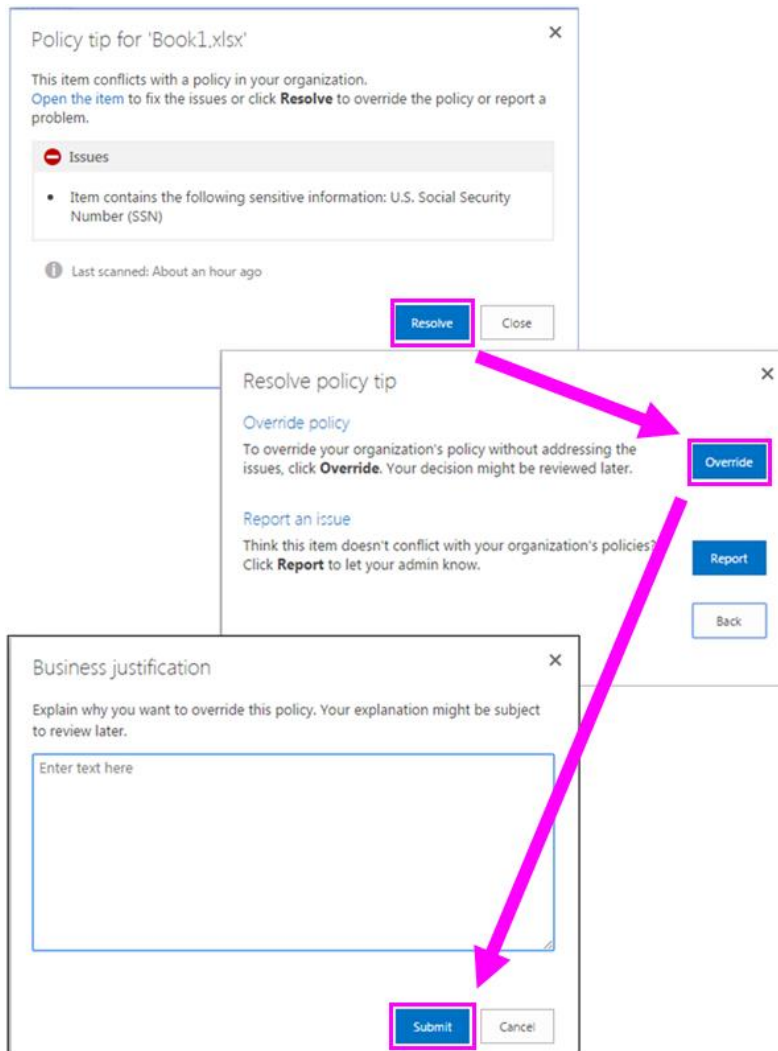 Policy tip for 'Book1.xlsx'
This item conflicts with a policy in your organization.
Open the item to fix the issues or click Resolve to override the policy or report a
problem.
Issues
• Item contains the following sensitive information: U.S. Social Security
Number (SSN)
Last scanned: About an hour ago
Resolve
Close
Resolve policy tip
Override policy
To override your organization's policy without addressing the
issues, click Override. Your decision might be reviewed later.
Override
Report an issue
Think this item doesn't conflict with your organization's policies?
Click Report to let your admin know.
Report
Back
Business justification
Explain why you want to override this policy. Your explanation might be subject
to review later.
Enter text here
Submit
Cancel